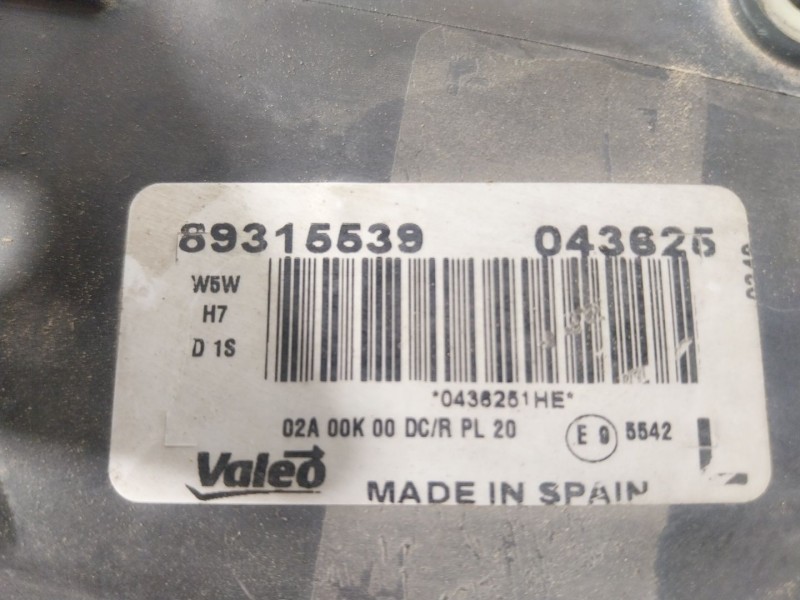 89315539 043625
W5W
H7
D 1S
*0436251HE*
02A 00K 00 DC/R PL 20 E 9 5542
Valeo
MADE IN SPAIN